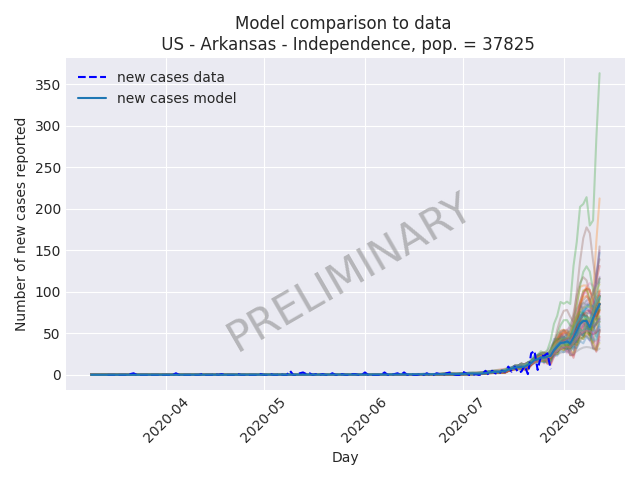 Model comparison to data
US - Arkansas - Independence, pop. = 37825
new cases data
new cases model
PRELIMINARY
Number of new cases reported
350
300
250
200
150
100
50
0
2020-04
2020-05
2020-06
2020-07
2020-08
Day